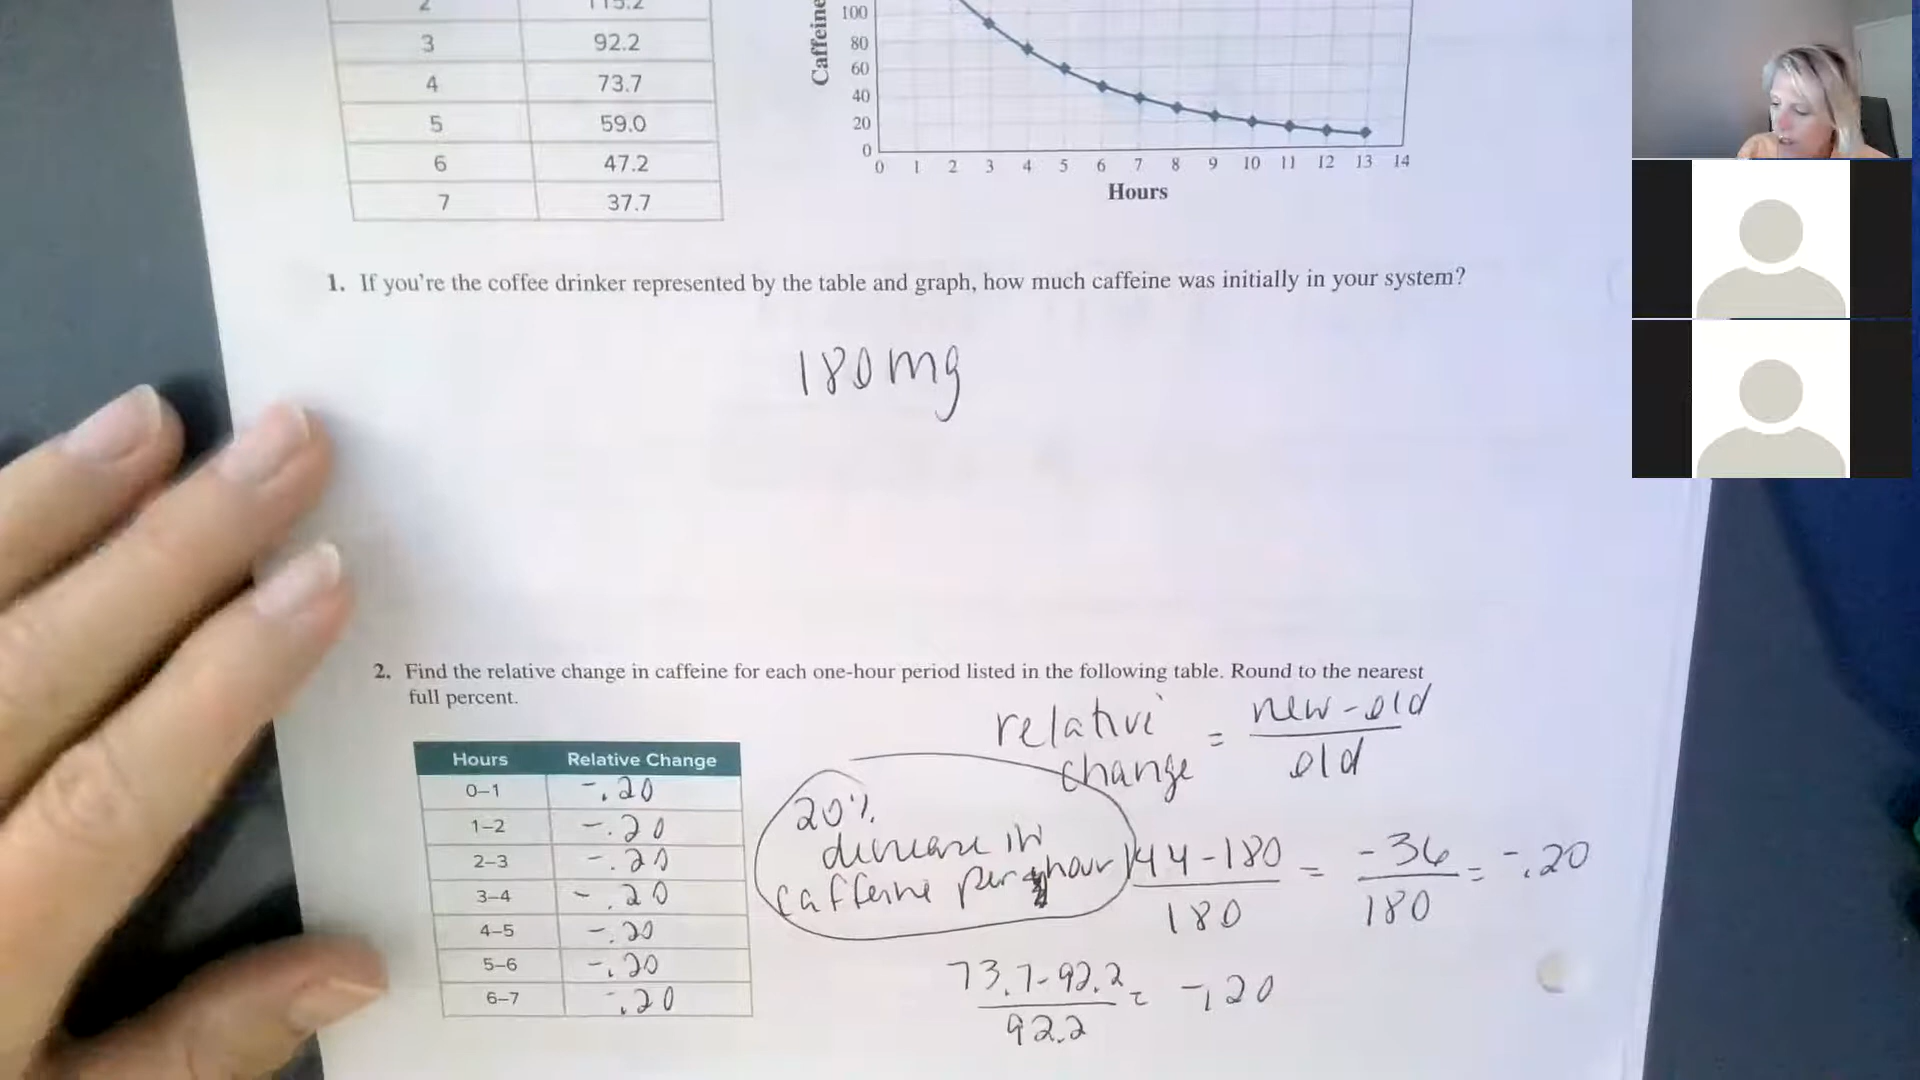 2 115.2
3 92.2
4 73.7
5 59.0
6 47.2
7 37.7
Caffeine
100
80
60
40
20
0
0 1 2 3 4 5 6 7 8 9 10 11 12 13 14
Hours
1. If you're the coffee drinker represented by the table and graph, how much caffeine was initially in your system?
180 mg
2. Find the relative change in caffeine for each one-hour period listed in the following table. Round to the nearest
full percent.
relative change = new - old / old
Hours Relative Change
0–1 -.20
1–2 -.20
2–3 -.20
3–4 -.20
4–5 -.20
5–6 -.20
6–7 -.20
20%
decrease in
caffeine per hour
144 - 180 / 180 = -36 / 180 = -.20
73.7 - 92.2 / 92.2 = -.20